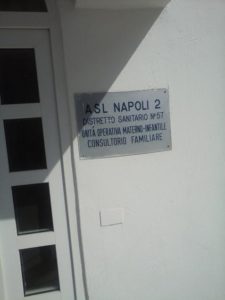 ASL NAPOLI 2
DISTRETTO SANITARIO N°57
UNITÀ OPERATIVA MATERNO-INFANTILE
CONSULTORIO FAMILIARE